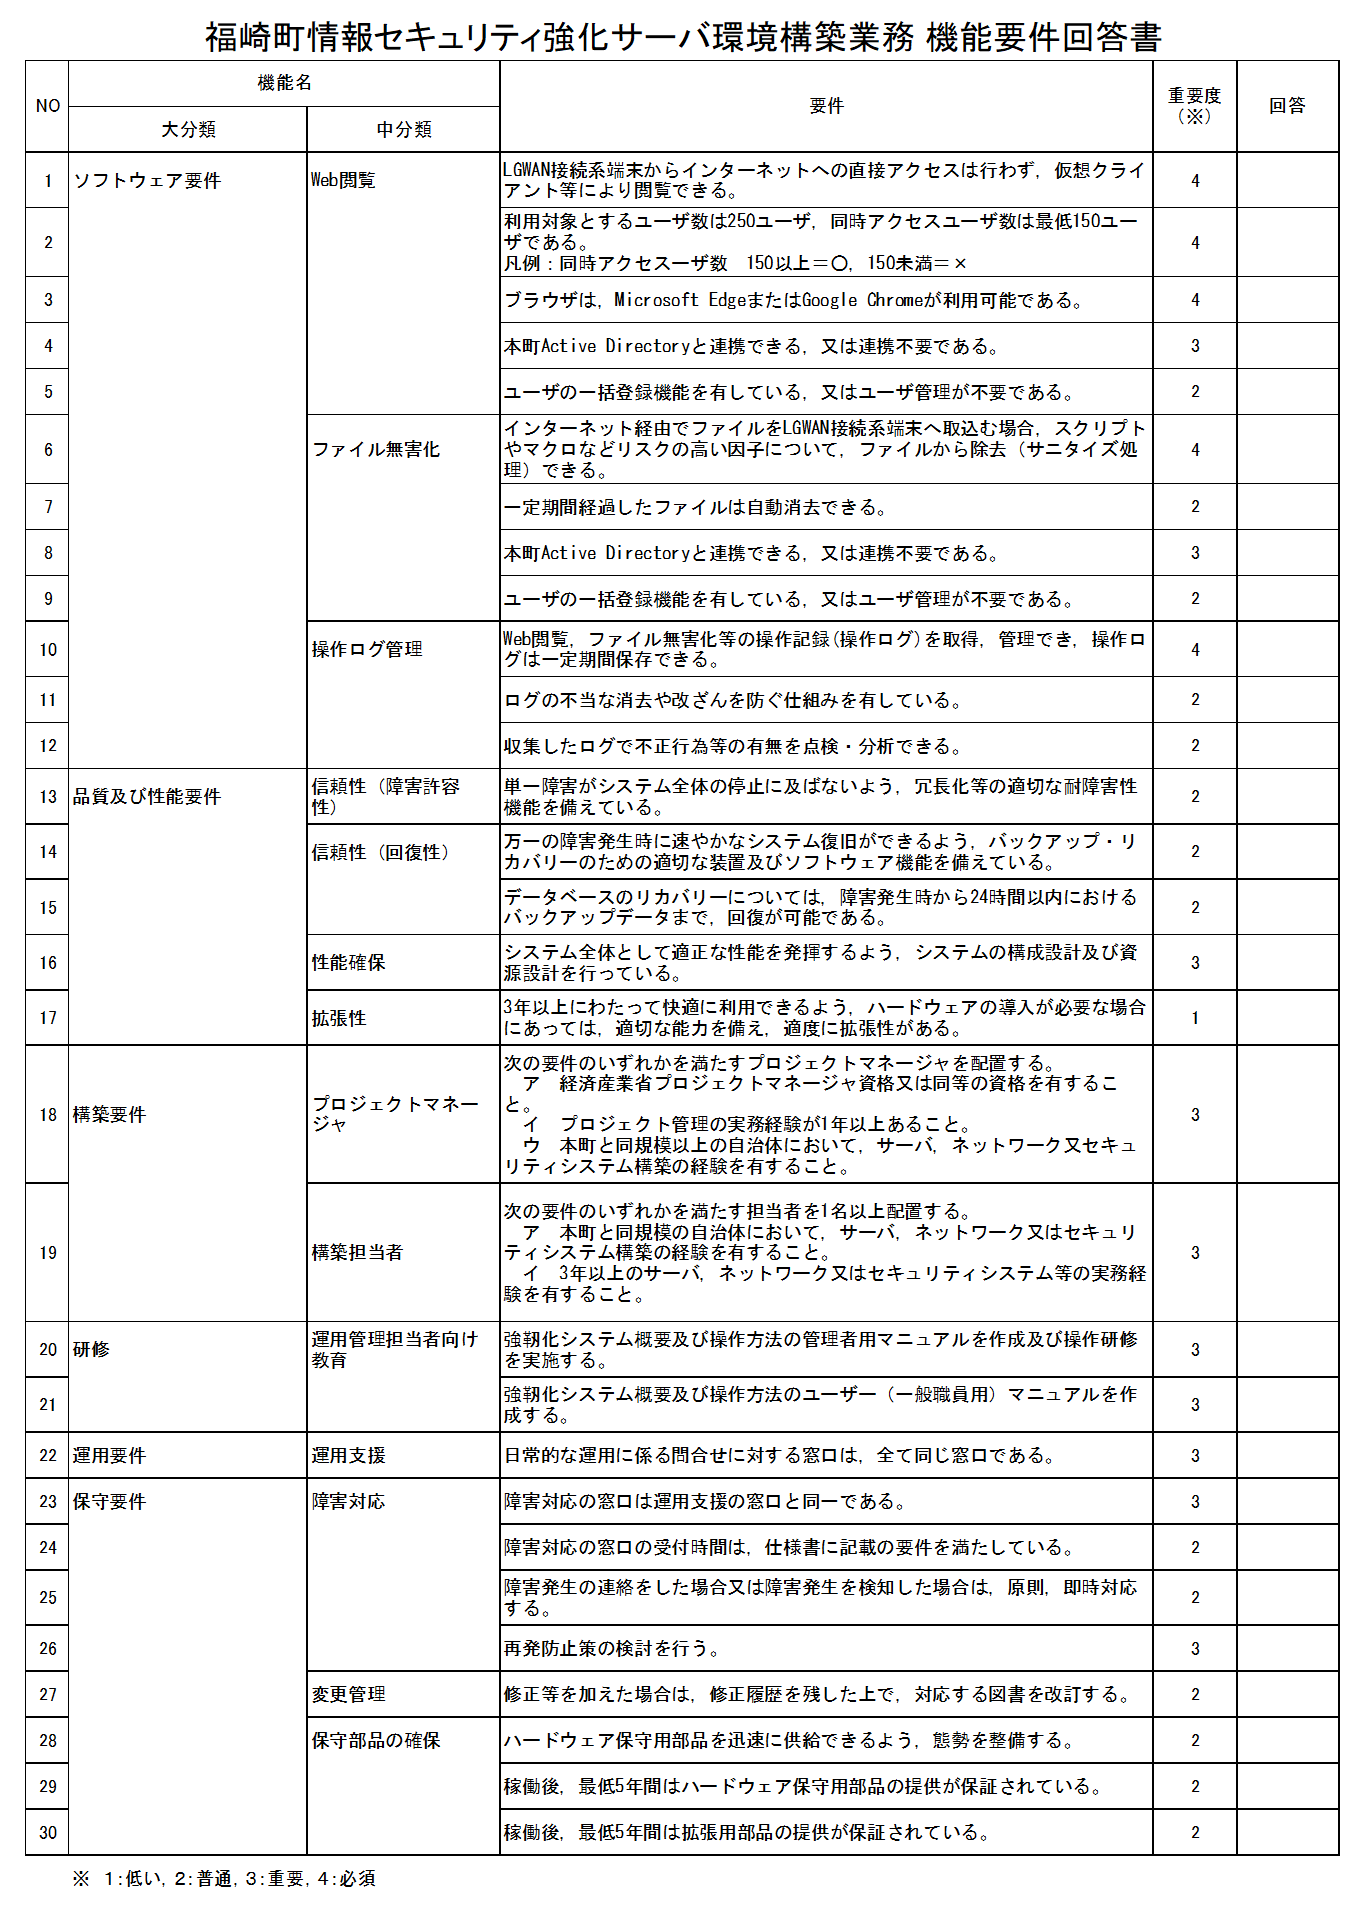 福崎町情報セキュリティ強化サーバ環境構築業務 機能要件回答書
NO
機能名
大分類
中分類
要件
重要度
（※）
回答
1
ソフトウェア要件
Web閲覧
LGWAN接続系端末からインターネットへの直接アクセスは行わず，仮想クライ
アント等により閲覧できる。
4
2
利用対象とするユーザ数は250ユーザ，同時アクセスユーザ数は最低150ユー
ザである。
凡例：同時アクセスーザ数　150以上＝〇，150未満＝×
4
3
ブラウザは，Microsoft EdgeまたはGoogle Chromeが利用可能である。
4
4
本町Active Directoryと連携できる，又は連携不要である。
3
5
ユーザの一括登録機能を有している，又はユーザ管理が不要である。
2
6
ファイル無害化
インターネット経由でファイルをLGWAN接続系端末へ取込む場合，スクリプト
やマクロなどリスクの高い因子について，ファイルから除去（サニタイズ処
理）できる。
4
7
一定期間経過したファイルは自動消去できる。
2
8
本町Active Directoryと連携できる，又は連携不要である。
3
9
ユーザの一括登録機能を有している，又はユーザ管理が不要である。
2
10
操作ログ管理
Web閲覧，ファイル無害化等の操作記録(操作ログ)を取得，管理でき，操作ロ
グは一定期間保存できる。
4
11
ログの不当な消去や改ざんを防ぐ仕組みを有している。
2
12
収集したログで不正行為等の有無を点検・分析できる。
2
13
品質及び性能要件
信頼性（障害許容
性）
単一障害がシステム全体の停止に及ばないよう，冗長化等の適切な耐障害性
機能を備えている。
2
14
信頼性（回復性）
万一の障害発生時に速やかなシステム復旧ができるよう，バックアップ・リ
カバリーのための適切な装置及びソフトウェア機能を備えている。
2
15
データベースのリカバリーについては，障害発生時から24時間以内における
バックアップデータまで，回復が可能である。
2
16
性能確保
システム全体として適正な性能を発揮するよう，システムの構成設計及び資
源設計を行っている。
3
17
拡張性
3年以上にわたって快適に利用できるよう，ハードウェアの導入が必要な場合
にあっては，適切な能力を備え，適度に拡張性がある。
1
18
構築要件
プロジェクトマネー
ジャ
次の要件のいずれかを満たすプロジェクトマネージャを配置する。
　ア　経済産業省プロジェクトマネージャ資格又は同等の資格を有するこ
と。
　イ　プロジェクト管理の実務経験が1年以上あること。
　ウ　本町と同規模以上の自治体において，サーバ，ネットワーク又セキュ
リティシステム構築の経験を有すること。
3
19
構築担当者
次の要件のいずれかを満たす担当者を1名以上配置する。
　ア　本町と同規模の自治体において，サーバ，ネットワーク又はセキュリ
ティシステム構築の経験を有すること。
　イ　3年以上のサーバ，ネットワーク又はセキュリティシステム等の実務経
験を有すること。
3
20
研修
運用管理担当者向け
教育
強靭化システム概要及び操作方法の管理者用マニュアルを作成及び操作研修
を実施する。
3
21
強靭化システム概要及び操作方法のユーザー（一般職員用）マニュアルを作
成する。
3
22
運用要件
運用支援
日常的な運用に係る問合せに対する窓口は，全て同じ窓口である。
3
23
保守要件
障害対応
障害対応の窓口は運用支援の窓口と同一である。
3
24
障害対応の窓口の受付時間は，仕様書に記載の要件を満たしている。
2
25
障害発生の連絡をした場合又は障害発生を検知した場合は，原則，即時対応
する。
2
26
再発防止策の検討を行う。
3
27
変更管理
修正等を加えた場合は，修正履歴を残した上で，対応する図書を改訂する。
2
28
保守部品の確保
ハードウェア保守用部品を迅速に供給できるよう，態勢を整備する。
2
29
稼働後，最低5年間はハードウェア保守用部品の提供が保証されている。
2
30
稼働後，最低5年間は拡張用部品の提供が保証されている。
2
※　１:低い，２:普通，３:重要，４:必須